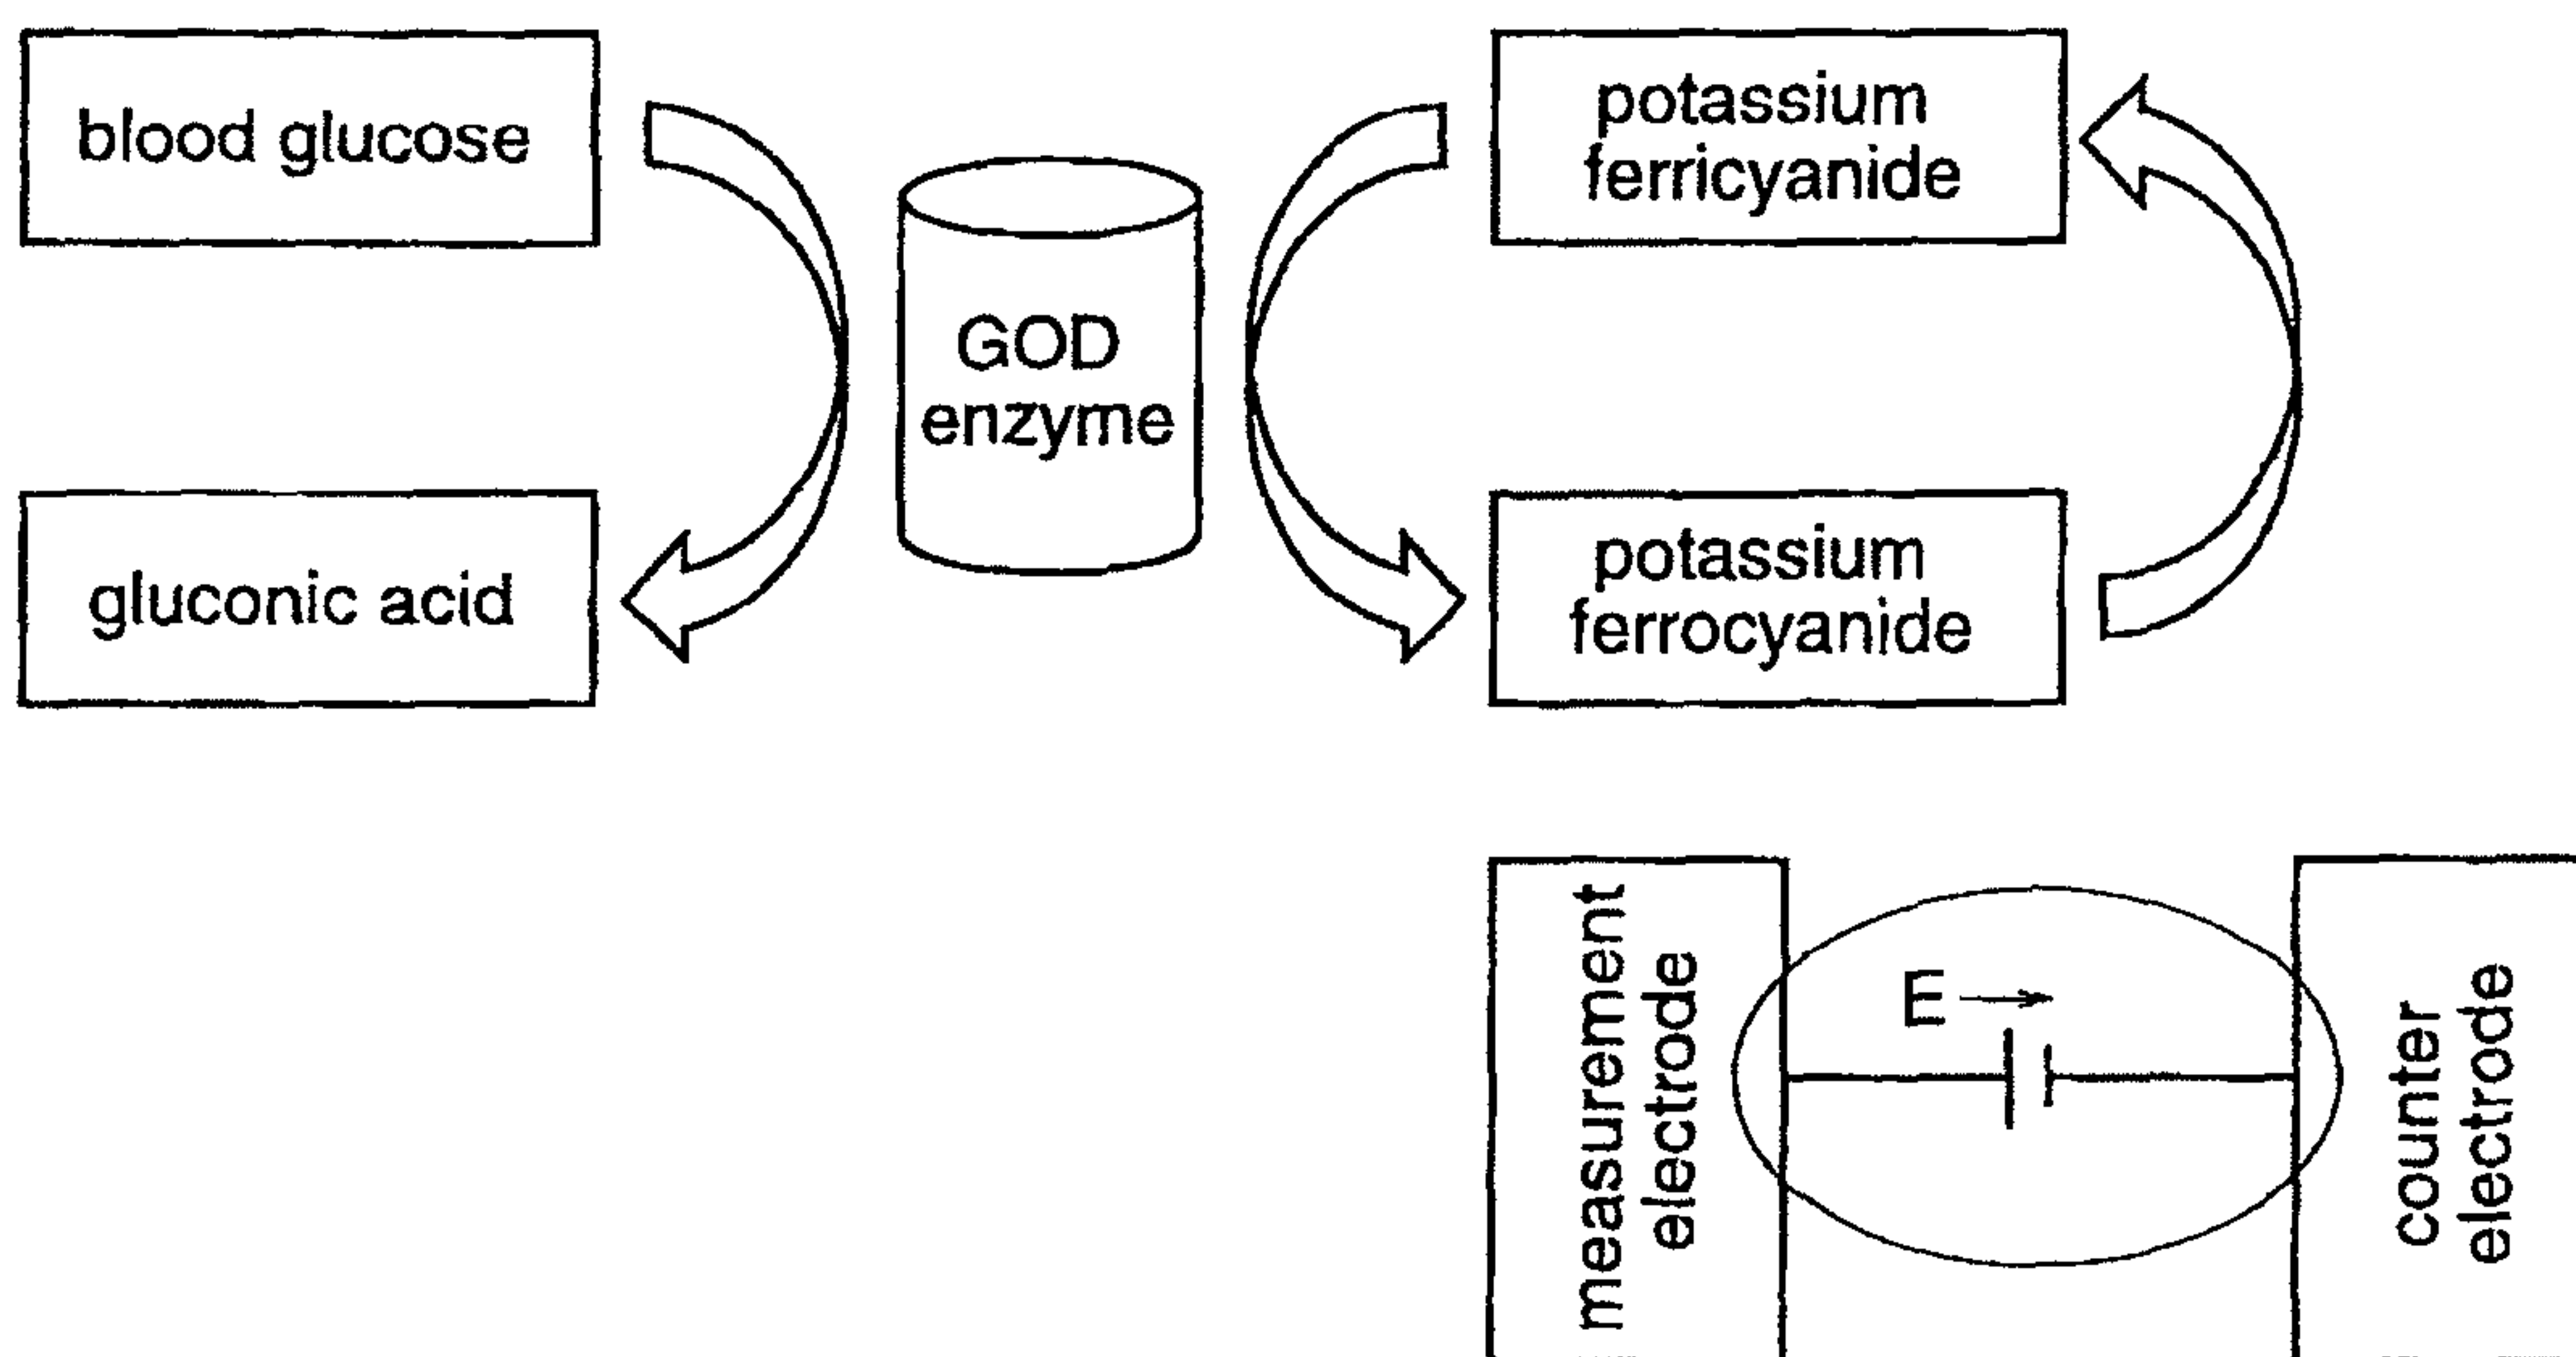 blood glucose
potassium
ferricyanide
GOD
enzyme
gluconic acid
potassium
ferrocyanide
measurement
electrode
E
counter
electrode